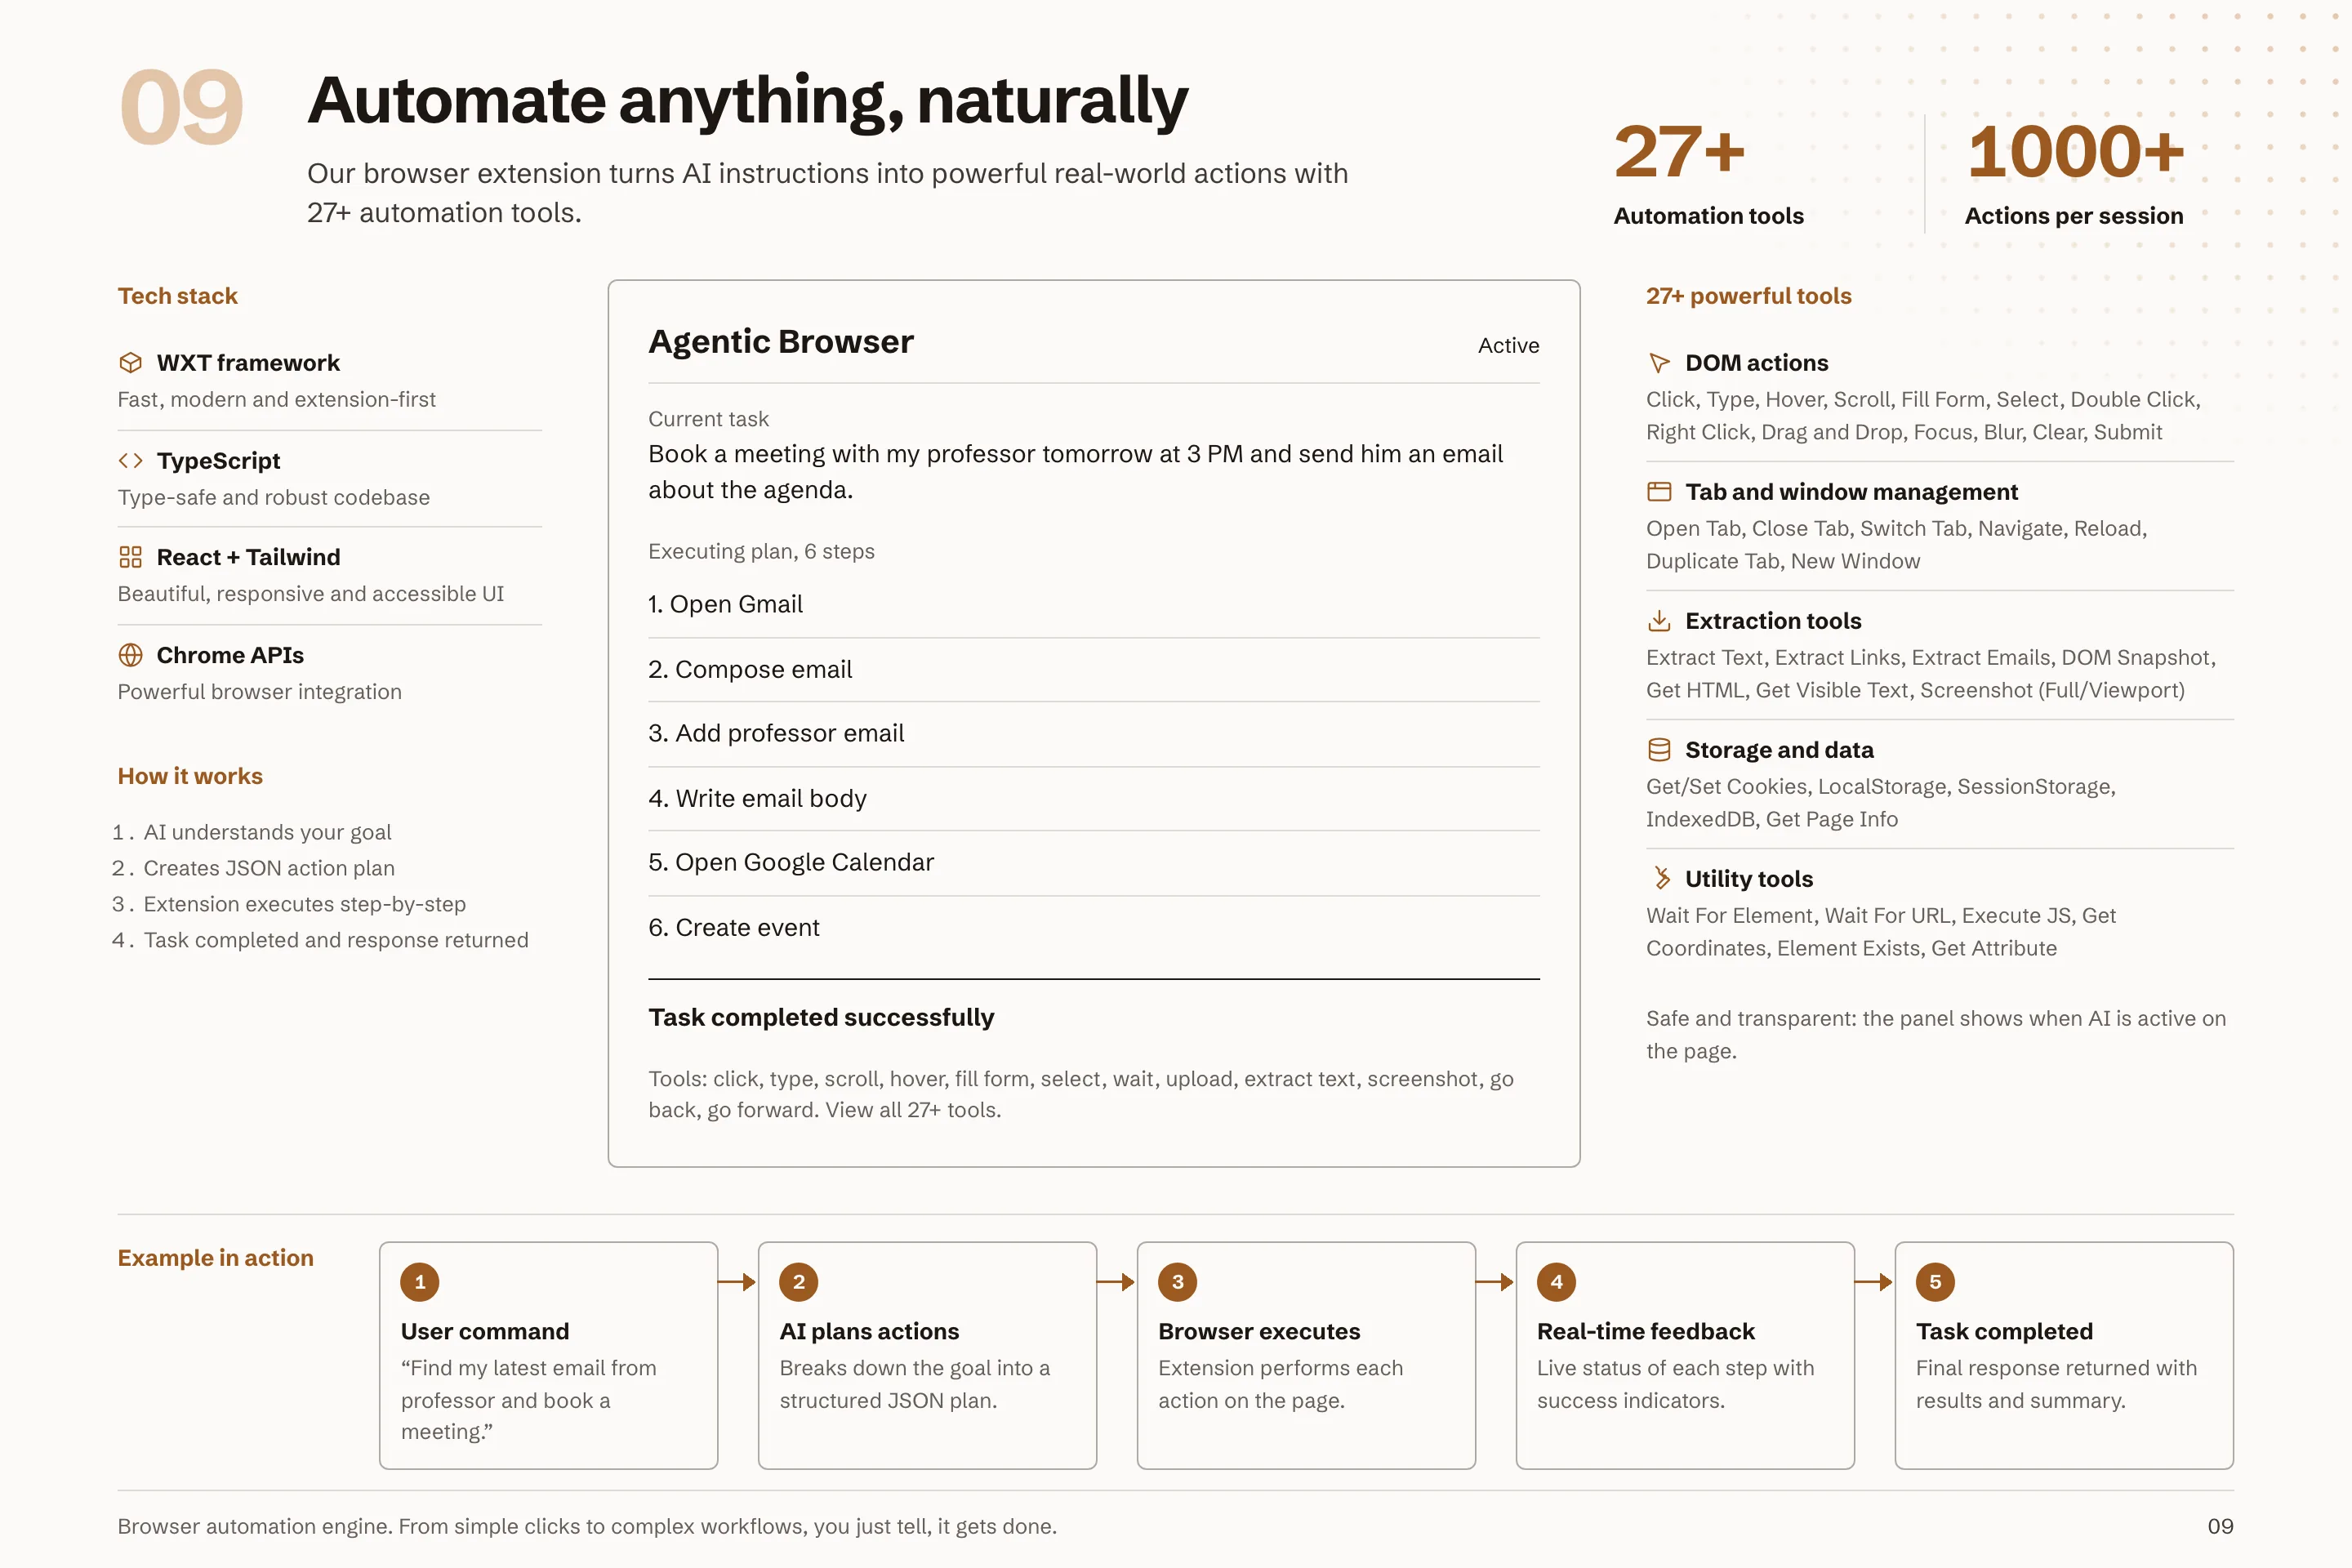 09
Automate anything, naturally
Our browser extension turns AI instructions into powerful real-world actions with
27+ automation tools.
27+
Automation tools
1000+
Actions per session
Tech stack
WXT framework
Fast, modern and extension-first
TypeScript
Type-safe and robust codebase
React + Tailwind
Beautiful, responsive and accessible UI
Chrome APIs
Powerful browser integration
How it works
1. AI understands your goal
2. Creates JSON action plan
3. Extension executes step-by-step
4. Task completed and response returned
Agentic Browser
Active
Current task
Book a meeting with my professor tomorrow at 3 PM and send him an email
about the agenda.
Executing plan, 6 steps
1. Open Gmail
2. Compose email
3. Add professor email
4. Write email body
5. Open Google Calendar
6. Create event
Task completed successfully
Tools: click, type, scroll, hover, fill form, select, wait, upload, extract text, screenshot, go
back, go forward. View all 27+ tools.
27+ powerful tools
DOM actions
Click, Type, Hover, Scroll, Fill Form, Select, Double Click,
Right Click, Drag and Drop, Focus, Blur, Clear, Submit
Tab and window management
Open Tab, Close Tab, Switch Tab, Navigate, Reload,
Duplicate Tab, New Window
Extraction tools
Extract Text, Extract Links, Extract Emails, DOM Snapshot,
Get HTML, Get Visible Text, Screenshot (Full/Viewport)
Storage and data
Get/Set Cookies, LocalStorage, SessionStorage,
IndexedDB, Get Page Info
Utility tools
Wait For Element, Wait For URL, Execute JS, Get
Coordinates, Element Exists, Get Attribute
Safe and transparent: the panel shows when AI is active on
the page.
Example in action
1
User command
“Find my latest email from
professor and book a
meeting.”
2
AI plans actions
Breaks down the goal into a
structured JSON plan.
3
Browser executes
Extension performs each
action on the page.
4
Real-time feedback
Live status of each step with
success indicators.
5
Task completed
Final response returned with
results and summary.
Browser automation engine. From simple clicks to complex workflows, you just tell, it gets done.
09